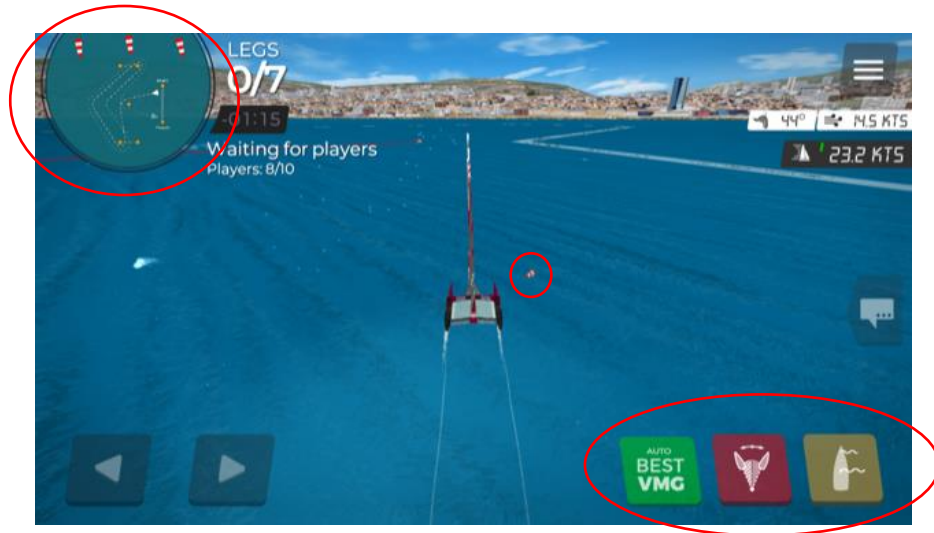 LEGS
0/7
-01:15
Waiting for players
Players: 8/10
44° 14.5 KTS
23.2 KTS
AUTO
BEST
VMG